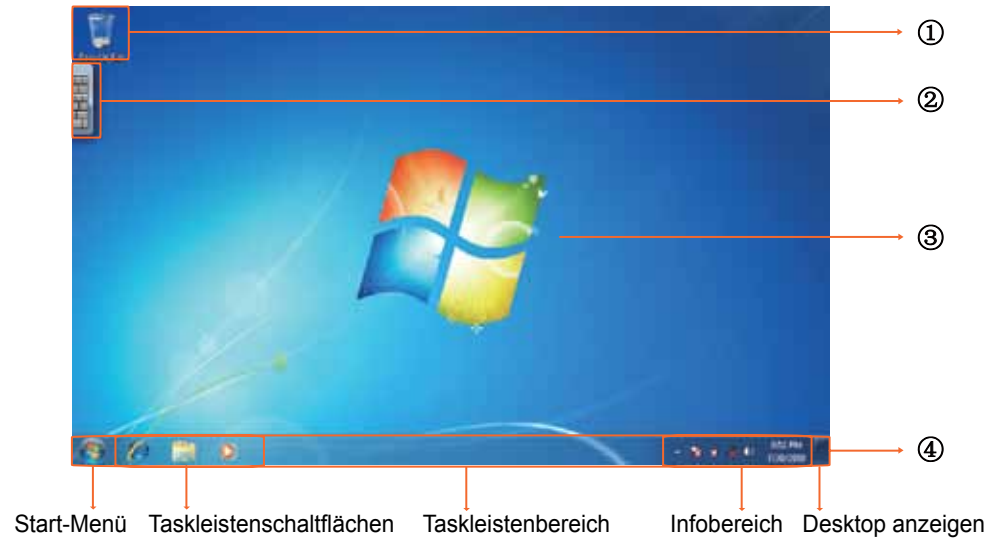 ①
②
③
④
Start-Menü Taskleistenschaltflächen Taskleistenbereich Infobereich Desktop anzeigen